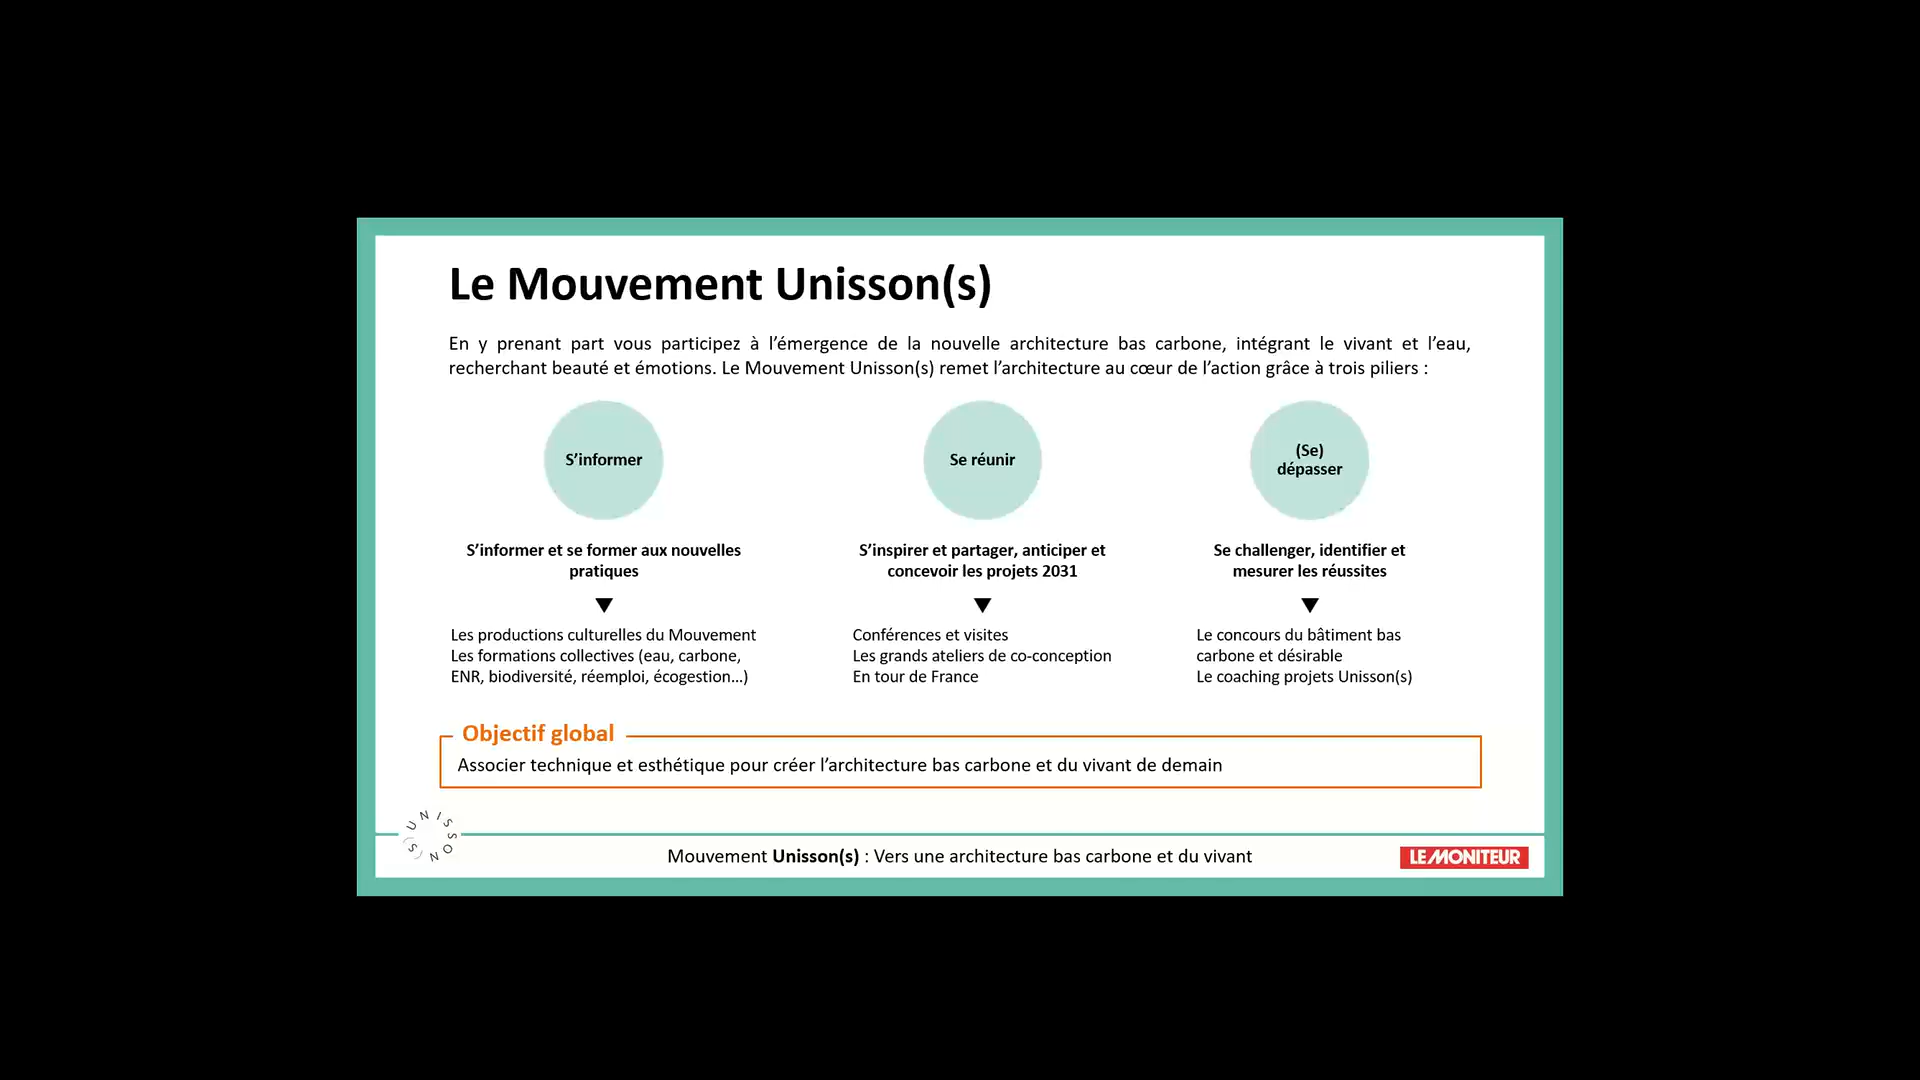 Le Mouvement Unisson(s)
En y prenant part vous participez à l’émergence de la nouvelle architecture bas carbone, intégrant le vivant et l’eau,
recherchant beauté et émotions. Le Mouvement Unisson(s) remet l’architecture au cœur de l’action grâce à trois piliers :
S’informer
S’informer et se former aux nouvelles
pratiques
Les productions culturelles du Mouvement
Les formations collectives (eau, carbone,
ENR, biodiversité, réemploi, écogestion...)
Se réunir
S’inspirer et partager, anticiper et
concevoir les projets 2031
Conférences et visites
Les grands ateliers de co-conception
En tour de France
(Se)
dépasser
Se challenger, identifier et
mesurer les réussites
Le concours du bâtiment bas
carbone et désirable
Le coaching projets Unisson(s)
Objectif global
Associer technique et esthétique pour créer l’architecture bas carbone et du vivant de demain
UNISSON(S)
Mouvement Unisson(s) : Vers une architecture bas carbone et du vivant
LE MONITEUR